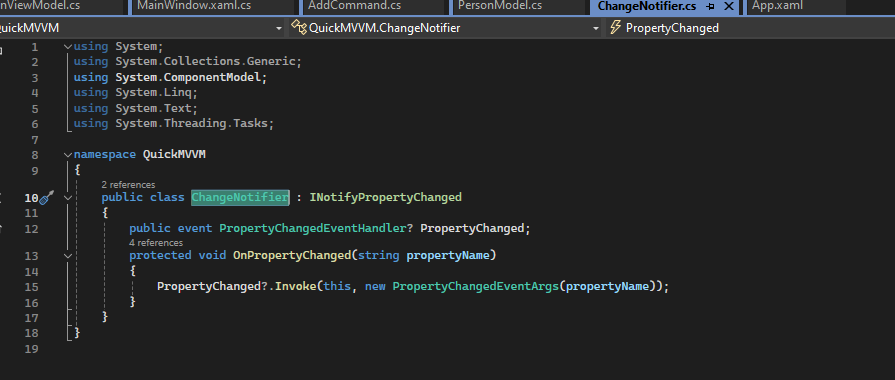 nViewModel.cs MainWindow.xaml.cs AddCommand.cs PersonModel.cs ChangeNotifier.cs App.xaml
uickMVVM QuickMVVM.ChangeNotifier PropertyChanged
1 using System;
2 using System.Collections.Generic;
3 using System.ComponentModel;
4 using System.Linq;
5 using System.Text;
6 using System.Threading.Tasks;
7
8 namespace QuickMVVM
9 {
2 references
10 public class ChangeNotifier : INotifyPropertyChanged
11 {
12 public event PropertyChangedEventHandler? PropertyChanged;
4 references
13 protected void OnPropertyChanged(string propertyName)
14 {
15 PropertyChanged?.Invoke(this, new PropertyChangedEventArgs(propertyName));
16 }
17 }
18 }
19